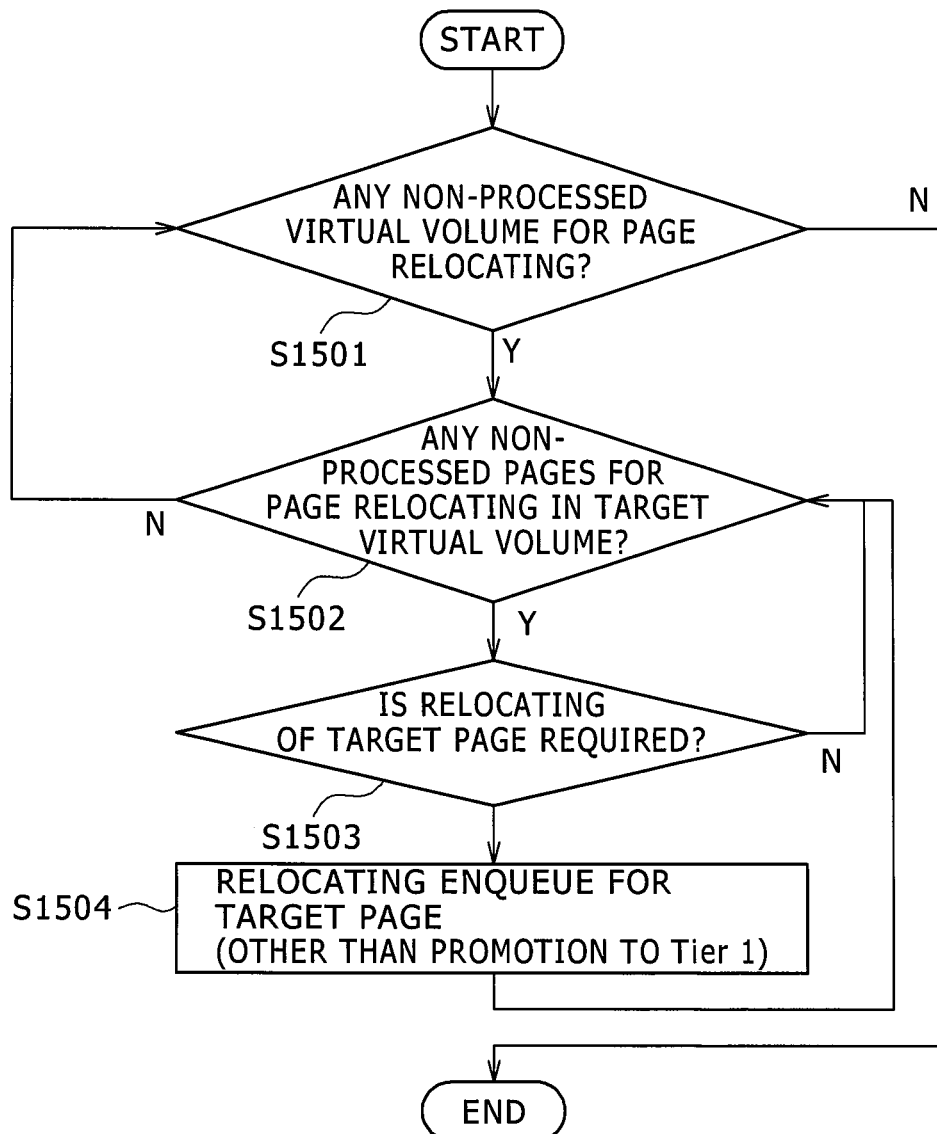 START
ANY NON-PROCESSED
VIRTUAL VOLUME FOR PAGE
RELOCATING?
N
S1501
Y
ANY NON-
PROCESSED PAGES FOR
PAGE RELOCATING IN TARGET
VIRTUAL VOLUME?
N
S1502
Y
IS RELOCATING
OF TARGET PAGE REQUIRED?
N
S1503
S1504
RELOCATING ENQUEUE FOR
TARGET PAGE
(OTHER THAN PROMOTION TO Tier 1)
END